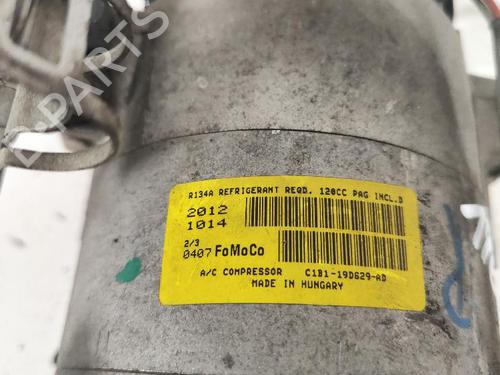 R134A REFRIGERANT REQD. 120CC PAG INCL.D
2012
1014
2/3
0407 FoMoCo
A/C COMPRESSOR C1B1-19D629-AD
MADE IN HUNGARY
B-PARTS